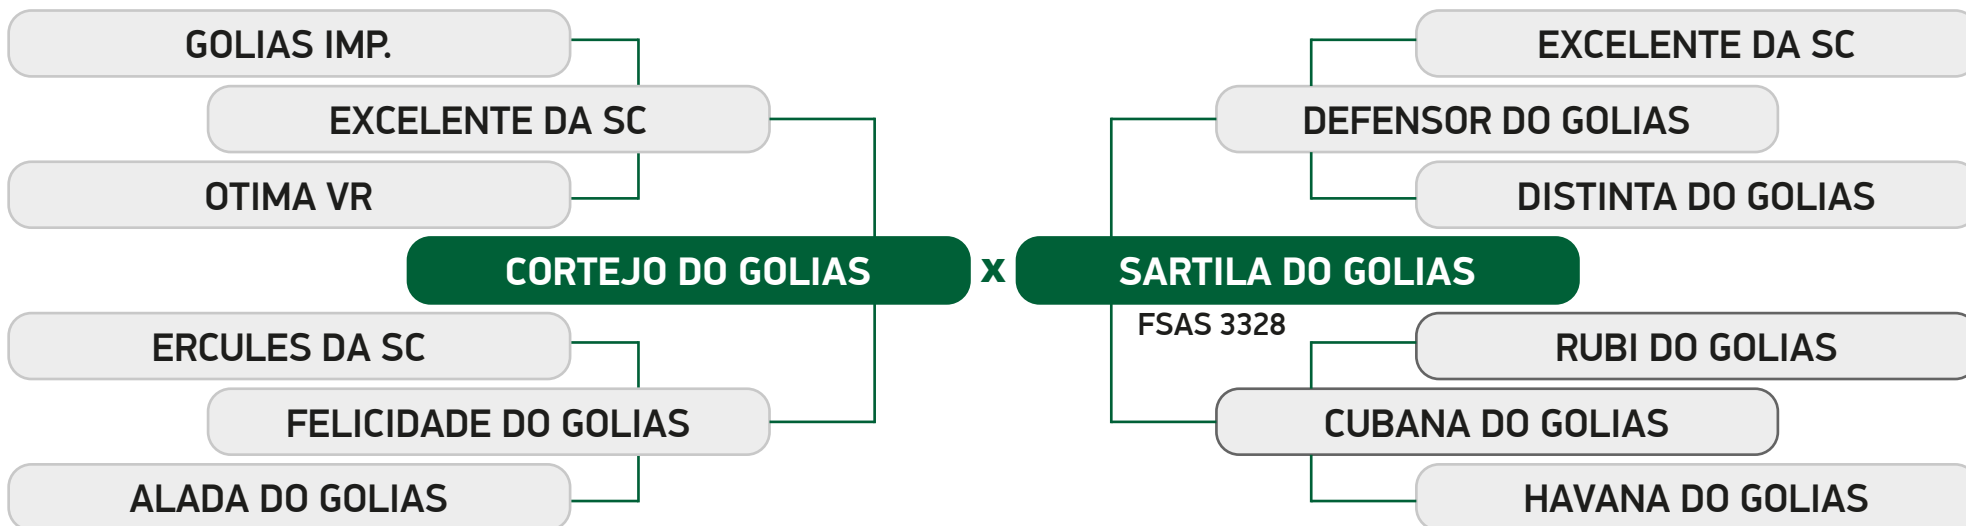 GOLIAS IMP.
EXCELENTE DA SC
OTIMA VR
CORTEJO DO GOLIAS
ERCULES DA SC
FELICIDADE DO GOLIAS
ALADA DO GOLIAS
x
EXCELENTE DA SC
DEFENSOR DO GOLIAS
DISTINTA DO GOLIAS
SARTILA DO GOLIAS
FSAS 3328
RUBI DO GOLIAS
CUBANA DO GOLIAS
HAVANA DO GOLIAS